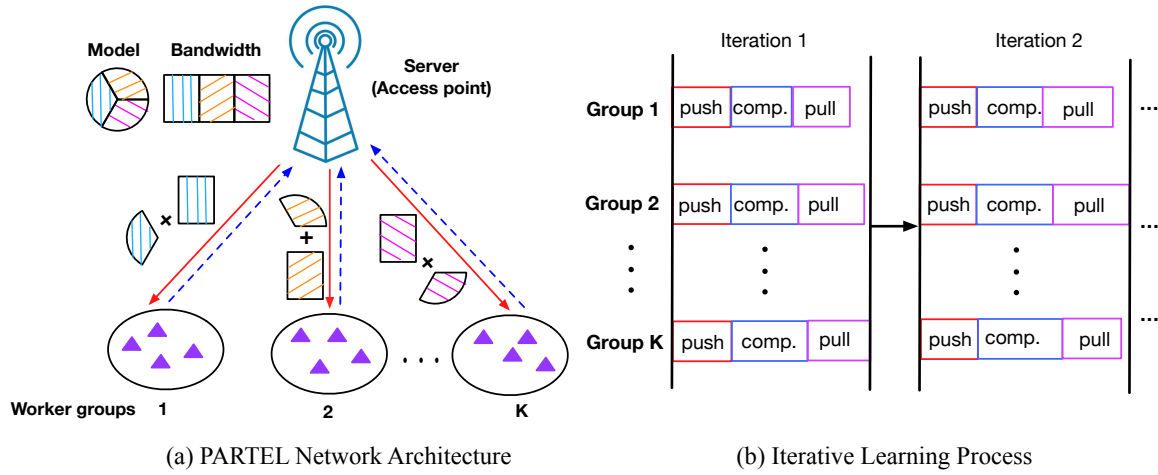 Model Bandwidth
Server
(Access point)
Worker groups 1 2 K
(a) PARTEL Network Architecture
Iteration 1 Iteration 2
Group 1 push comp. pull push comp. pull ...
Group 2 push comp. pull push comp. pull ...
Group K push comp. pull push comp. pull ...
(b) Iterative Learning Process